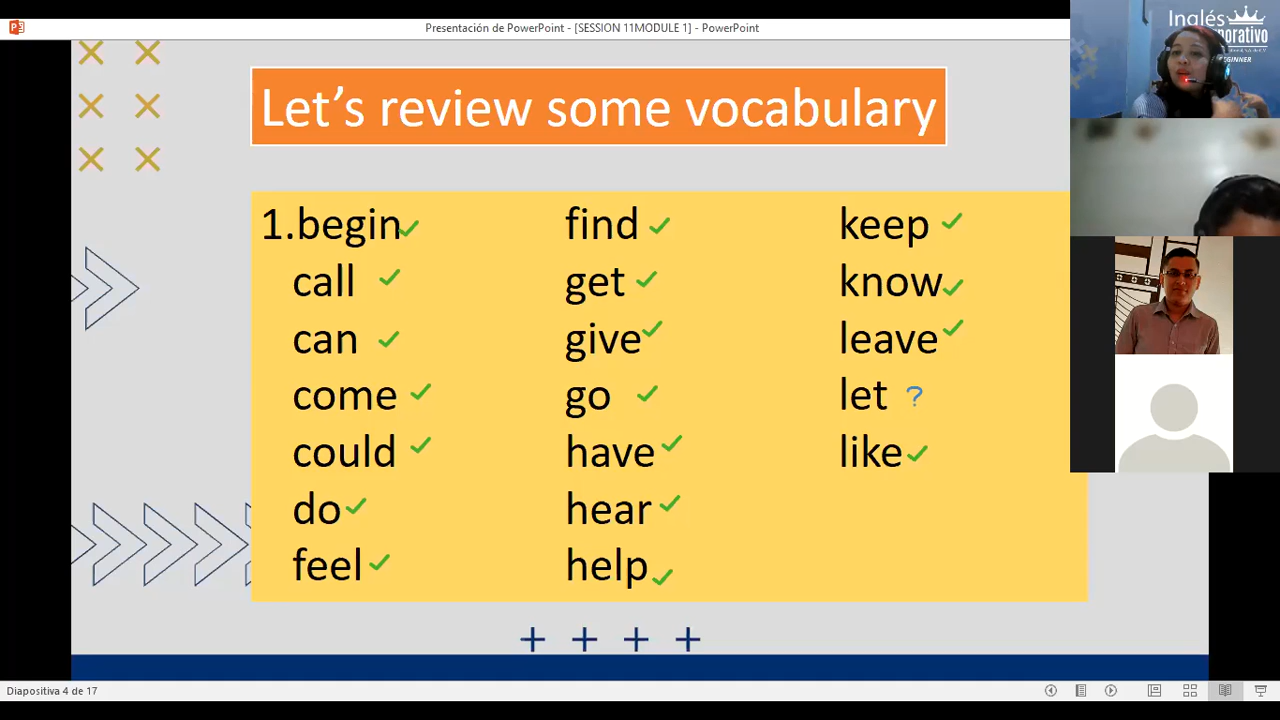 Presentación de PowerPoint - [SESSION 11MODULE 1] - PowerPoint
Inglés
Let's review some vocabulary
1.begin
call
can
come
could
do
feel
find
get
give
go
have
hear
help
keep
know
leave
let ?
like
Diapositiva 4 de 17